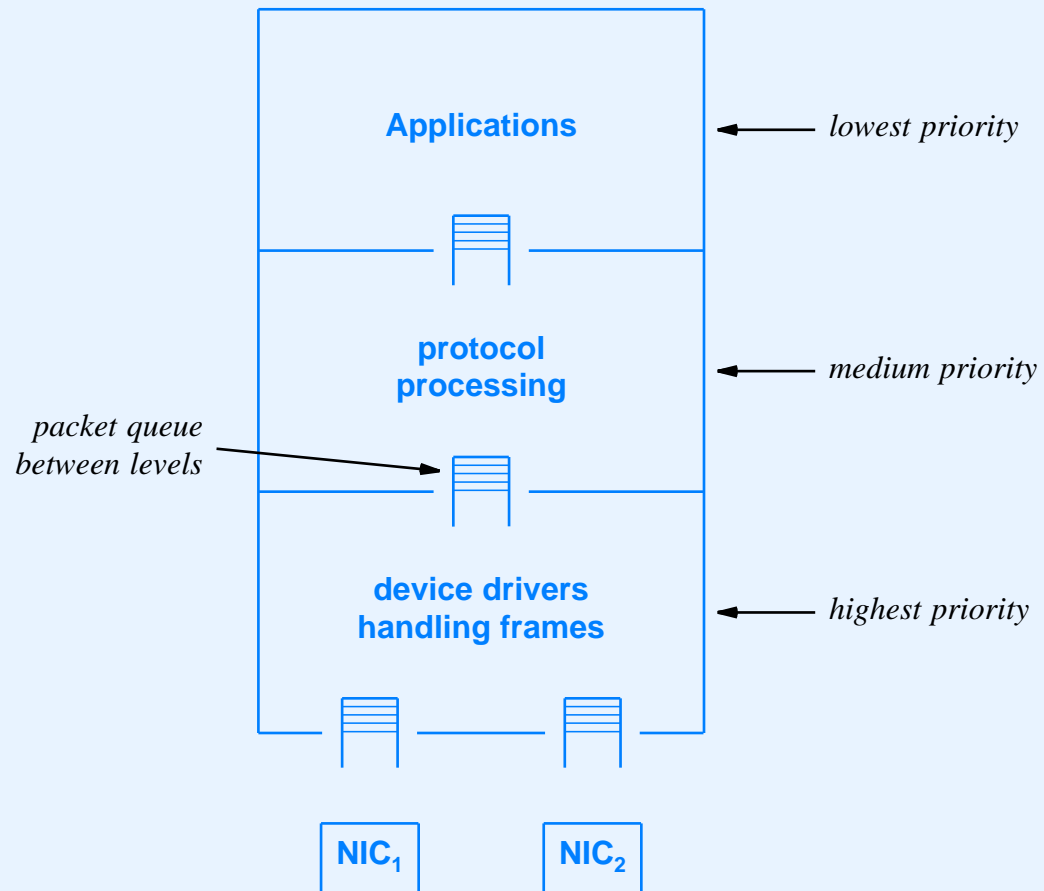 Applications
lowest priority
protocol
processing
medium priority
packet queue
between levels
device drivers
handling frames
highest priority
NIC₁
NIC₂